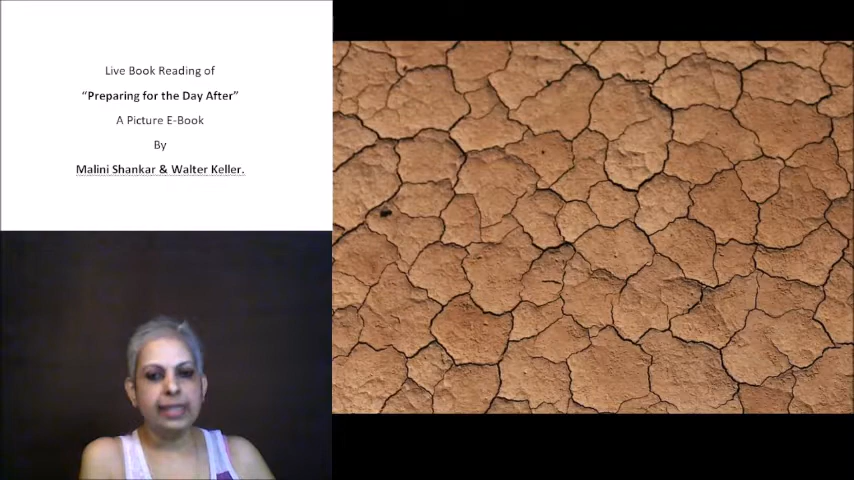 Live Book Reading of
“Preparing for the Day After”
A Picture E-Book
By
Malini Shankar & Walter Keller.